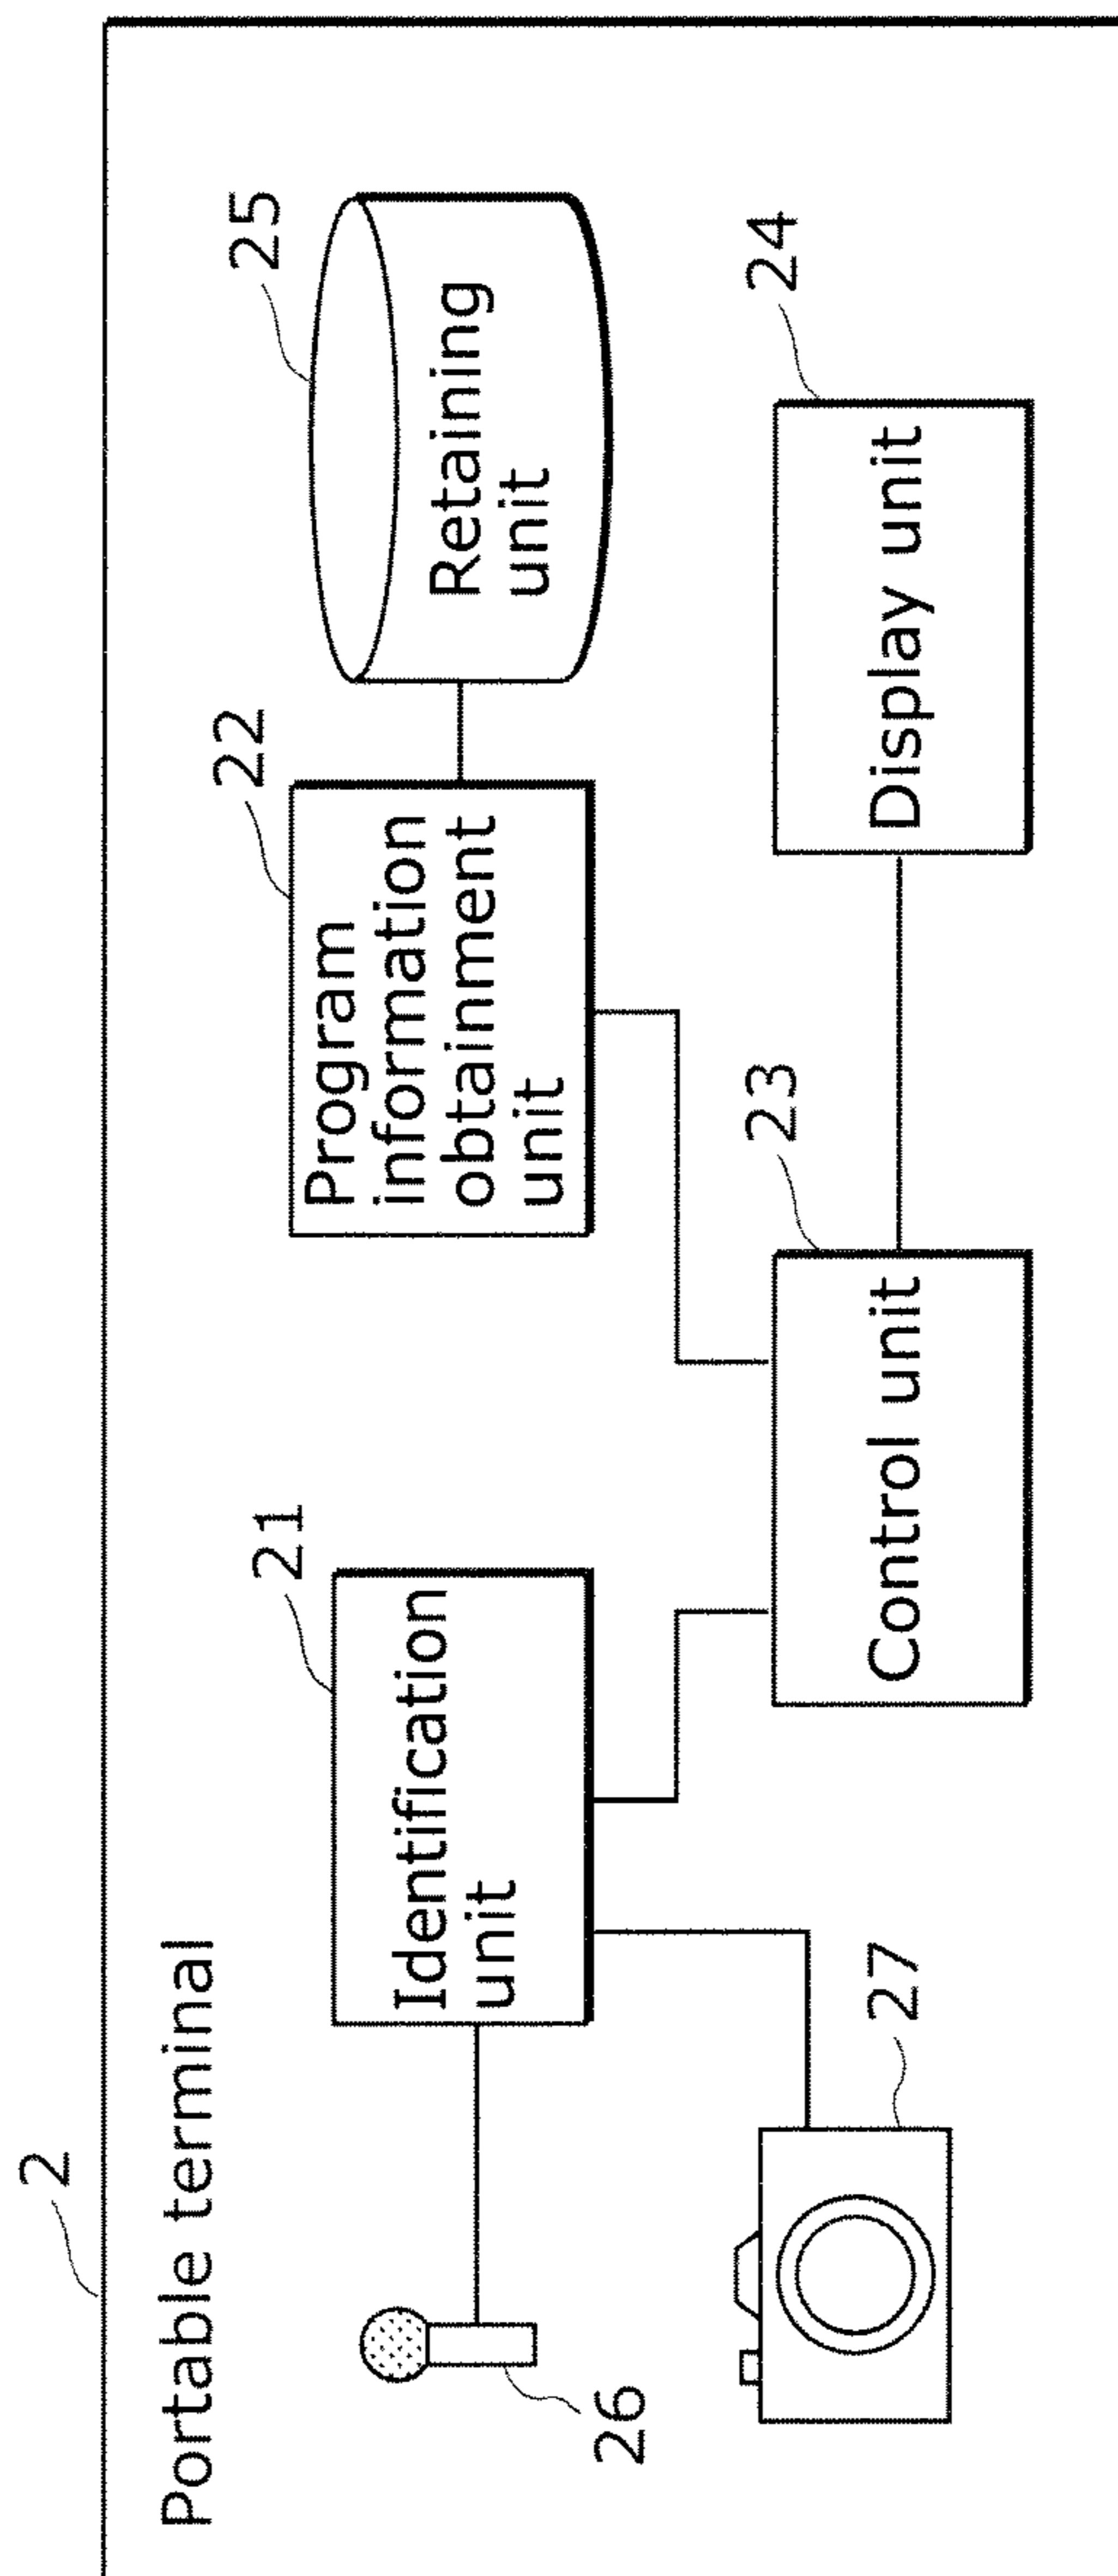 2
Portable terminal
21
Identification
unit
22
Program
information
obtainment
unit
25
Retaining
unit
26
27
23
Control unit
24
Display unit